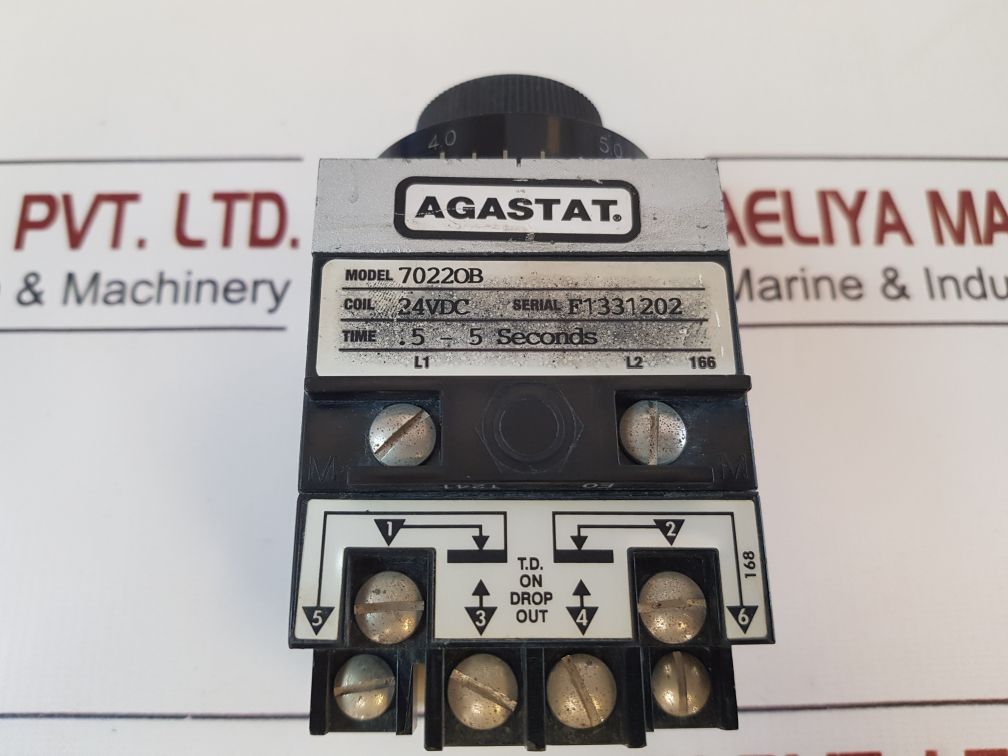 40 50
AGASTAT®
PVT. LTD.
AELIYA MA
& Machinery
Marine & Indu
MODEL 7022OB
COIL 24VDC SERIAL F1331202
TIME .5 - 5 Seconds
L1 L2 166
M M
1241
1 2
T.D.
ON
DROP
OUT
168
5 3 4 6